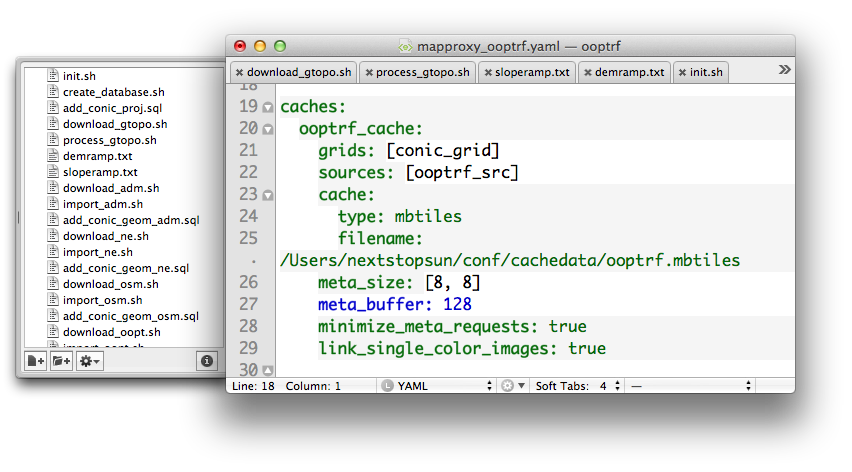 mapproxy_ooptrf.yaml — ooptrf
download_gtopo.sh process_gtopo.sh sloperamp.txt demramp.txt init.sh
init.sh
create_database.sh
add_conic_proj.sql
download_gtopo.sh
process_gtopo.sh
demramp.txt
sloperamp.txt
download_adm.sh
import_adm.sh
add_conic_geom_adm.sql
download_ne.sh
import_ne.sh
add_conic_geom_ne.sql
download_osm.sh
import_osm.sh
add_conic_geom_osm.sql
download_oopt.sh
import_oopt.sh
18
19 caches:
20 ooptrf_cache:
21 grids: [conic_grid]
22 sources: [ooptrf_src]
23 cache:
24 type: mbtiles
25 filename:
/Users/nextstopsun/conf/cachedata/ooptrf.mbtiles
26 meta_size: [8, 8]
27 meta_buffer: 128
28 minimize_meta_requests: true
29 link_single_color_images: true
30
Line: 18 Column: 1 L YAML Soft Tabs: 4 —